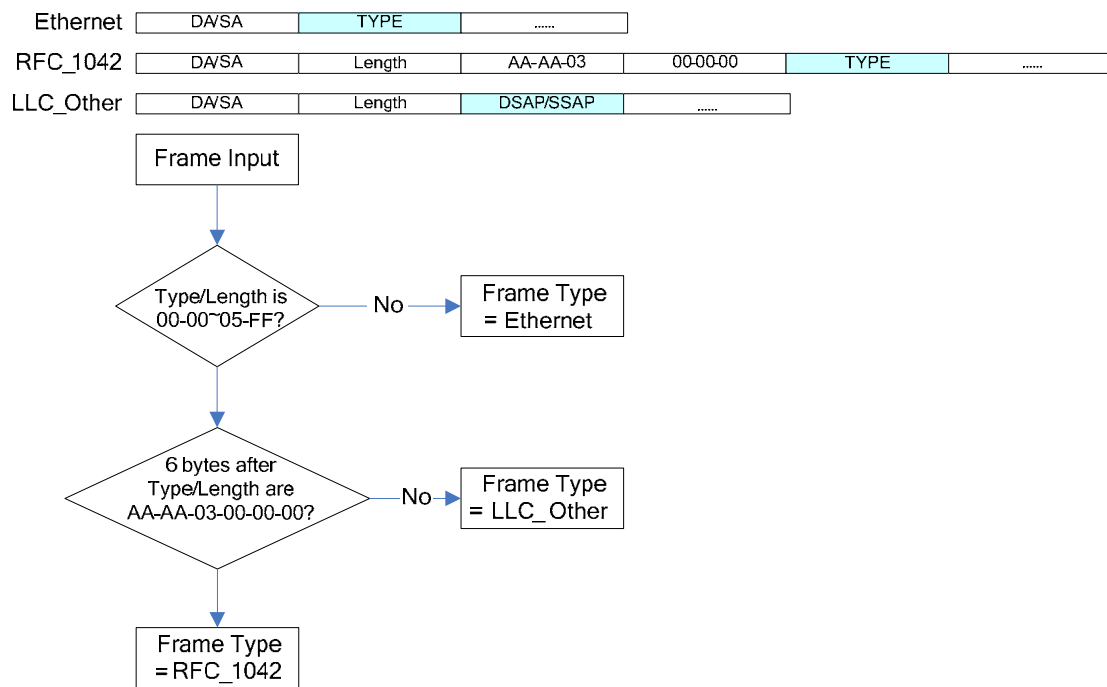 Ethernet DA/SA TYPE ......
RFC_1042 DA/SA Length AA-AA-03 00-00-00 TYPE ......
LLC_Other DA/SA Length DSAP/SSAP ......
Frame Input
Type/Length is
00-00~05-FF?
No
Frame Type
= Ethernet
6 bytes after
Type/Length are
AA-AA-03-00-00-00?
No
Frame Type
= LLC_Other
Frame Type
=RFC_1042